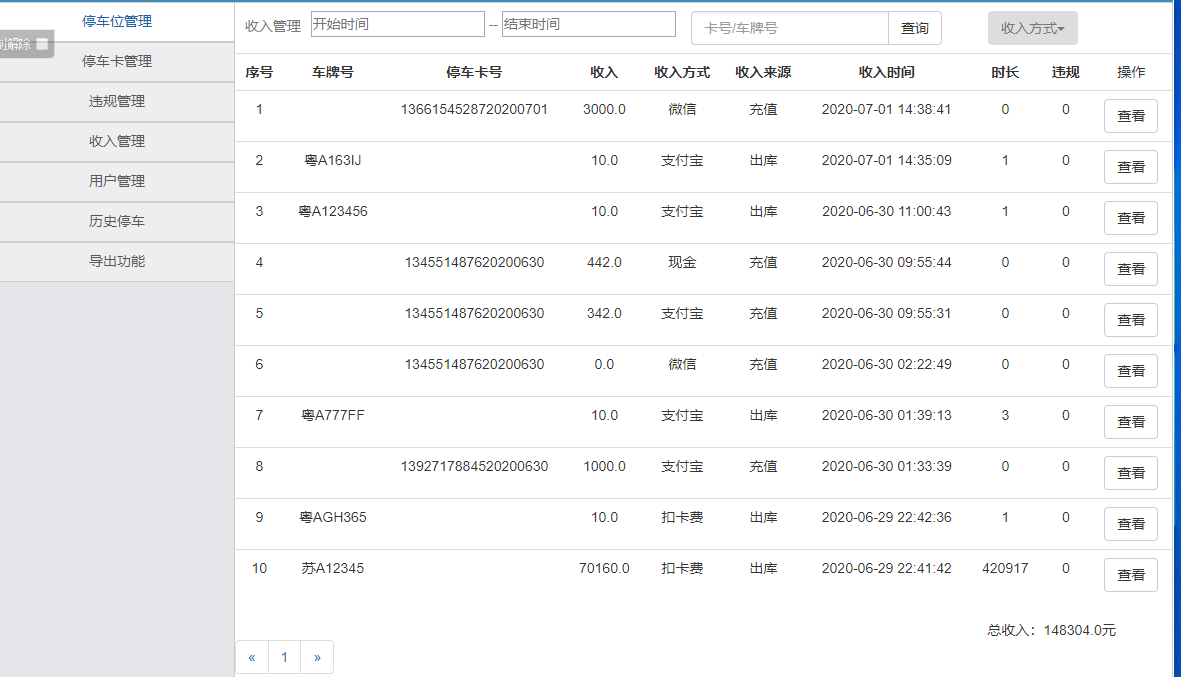 停车位管理
解除
停车卡管理
违规管理
收入管理
用户管理
历史停车
导出功能
收入管理 开始时间 -- 结束时间 卡号/车牌号 查询 收入方式
序号 车牌号 停车卡号 收入 收入方式 收入来源 收入时间 时长 违规 操作
1 1366154528720200701 3000.0 微信 充值 2020-07-01 14:38:41 0 0 查看
2 粤A163IJ 10.0 支付宝 出库 2020-07-01 14:35:09 1 0 查看
3 粤A123456 10.0 支付宝 出库 2020-06-30 11:00:43 1 0 查看
4 134551487620200630 442.0 现金 充值 2020-06-30 09:55:44 0 0 查看
5 134551487620200630 342.0 支付宝 充值 2020-06-30 09:55:31 0 0 查看
6 134551487620200630 0.0 微信 充值 2020-06-30 02:22:49 0 0 查看
7 粤A777FF 10.0 支付宝 出库 2020-06-30 01:39:13 3 0 查看
8 1392717884520200630 1000.0 支付宝 充值 2020-06-30 01:33:39 0 0 查看
9 粤AGH365 10.0 扣卡费 出库 2020-06-29 22:42:36 1 0 查看
10 苏A12345 70160.0 扣卡费 出库 2020-06-29 22:41:42 420917 0 查看
总收入：148304.0元
« 1 »